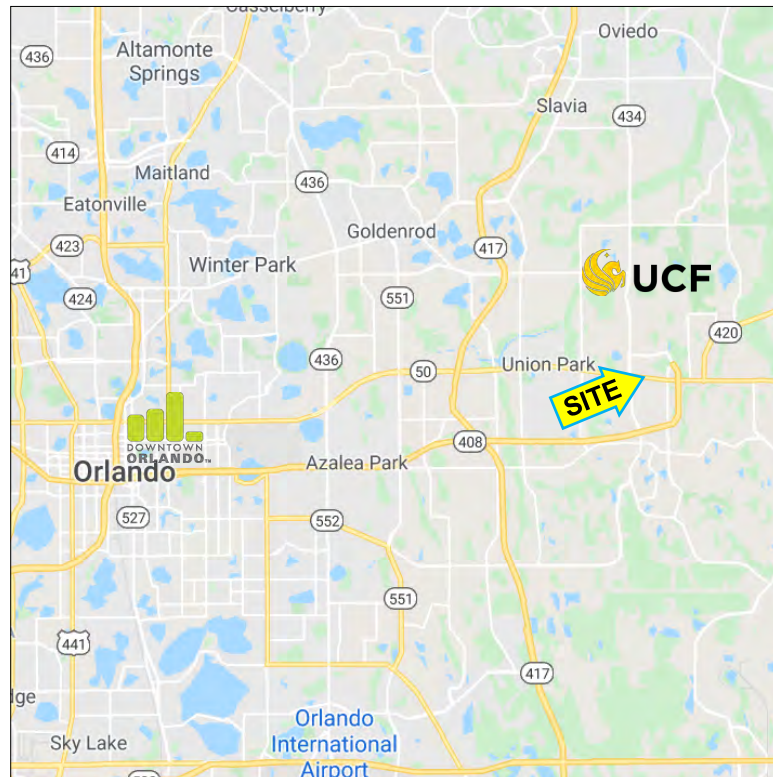 Casselberry
Oviedo
436
Altamonte
Springs
Slavia
434
414
Maitland
436
Eatonville
Goldenrod
423
417
41
Winter Park
UCF
424
551
420
436
50
Union Park
SITE
DOWNTOWN
ORLANDO
408
Orlando
Azalea Park
527
552
551
441
417
dge
Orlando
International
Airport
Sky Lake